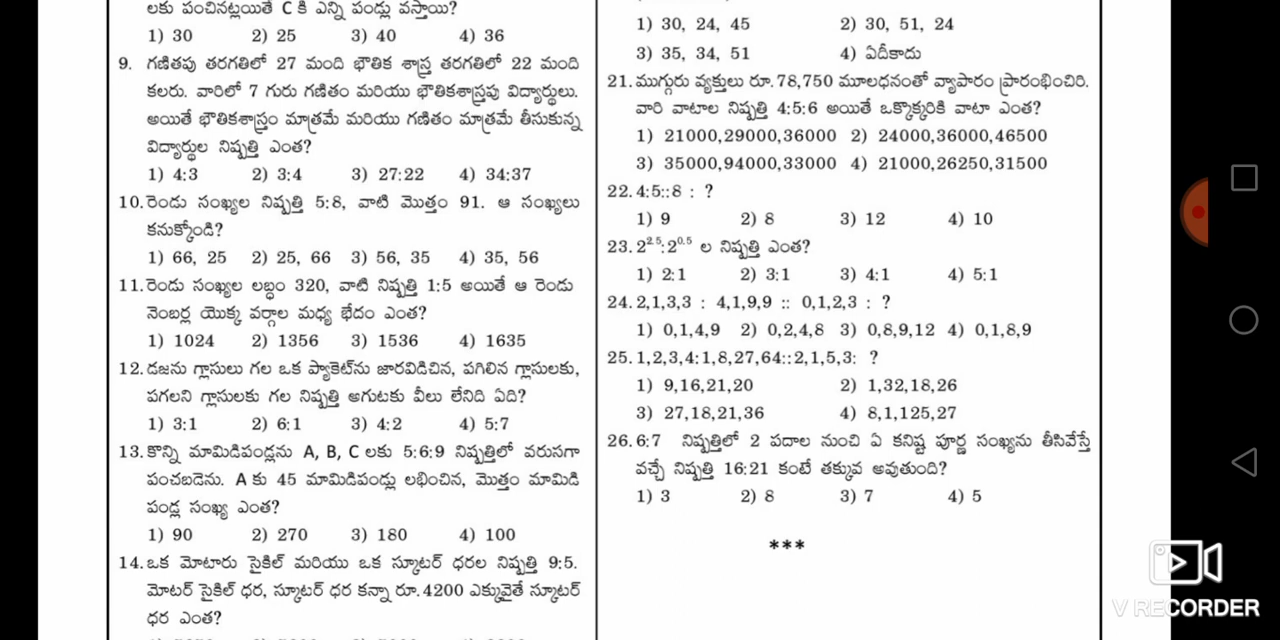 లకు పంచినట్లయితే C కి ఎన్ని పండ్లు వస్తాయి?
1) 30 2) 25 3) 40 4) 36
9. గణితపు తరగతిలో 27 మంది భౌతిక శాస్త్ర తరగతిలో 22 మంది
కలరు. వారిలో 7 గురు గణితం మరియు భౌతికశాస్త్రపు విద్యార్థులు.
అయితే భౌతికశాస్త్రం మాత్రమే మరియు గణితం మాత్రమే తీసుకున్న
విద్యార్థుల నిష్పత్తి ఎంత?
1) 4:3 2) 3:4 3) 27:22 4) 34:37
10. రెండు సంఖ్యల నిష్పత్తి 5:8, వాటి మొత్తం 91. ఆ సంఖ్యలు
కనుక్కోండి?
1) 66, 25 2) 25, 66 3) 56, 35 4) 35, 56
11. రెండు సంఖ్యల లబ్ధం 320, వాటి నిష్పత్తి 1:5 అయితే ఆ రెండు
నెంబర్ల యొక్క వర్గాల మధ్య భేదం ఎంత?
1) 1024 2) 1356 3) 1536 4) 1635
12. డజను గ్లాసులు గల ఒక ప్యాకెట్‌ను జారవిడిచిన, పగిలిన గ్లాసులకు,
పగలని గ్లాసులకు గల నిష్పత్తి అగుటకు వీలు లేనిది ఏది?
1) 3:1 2) 6:1 3) 4:2 4) 5:7
13. కొన్ని మామిడిపండ్లను A, B, C లకు 5:6:9 నిష్పత్తిలో వరుసగా
పంచబడెను. A కు 45 మామిడిపండ్లు లభించిన, మొత్తం మామిడి
పండ్ల సంఖ్య ఎంత?
1) 90 2) 270 3) 180 4) 100
14. ఒక మోటారు సైకిల్ మరియు ఒక స్కూటర్ ధరల నిష్పత్తి 9:5.
మోటర్ సైకిల్ ధర, స్కూటర్ ధర కన్నా రూ. 4200 ఎక్కువైతే స్కూటర్
ధర ఎంత?
1) 30, 24, 45 2) 30, 51, 24
3) 35, 34, 51 4) ఏదీకాదు
21. ముగ్గురు వ్యక్తులు రూ. 78,750 మూలధనంతో వ్యాపారం ప్రారంభించిరి.
వారి వాటాల నిష్పత్తి 4:5:6 అయితే ఒక్కొక్కరికి వాటా ఎంత?
1) 21000,29000,36000 2) 24000,36000,46500
3) 35000,94000,33000 4) 21000,26250,31500
22. 4:5::8 : ?
1) 9 2) 8 3) 12 4) 10
23. 2^2.5:2^0.5 ల నిష్పత్తి ఎంత?
1) 2:1 2) 3:1 3) 4:1 4) 5:1
24. 2,1,3,3 : 4,1,9,9 :: 0,1,2,3 : ?
1) 0,1,4,9 2) 0,2,4,8 3) 0,8,9,12 4) 0,1,8,9
25. 1,2,3,4:1,8,27,64::2,1,5,3: ?
1) 9,16,21,20 2) 1,32,18,26
3) 27,18,21,36 4) 8,1,125,27
26. 6:7 నిష్పత్తిలో 2 పదాల నుంచి ఏ కనిష్ట పూర్ణ సంఖ్యను తీసివేస్తే
వచ్చే నిష్పత్తి 16:21 కంటే తక్కువ అవుతుంది?
1) 3 2) 8 3) 7 4) 5
***
V RECORDER